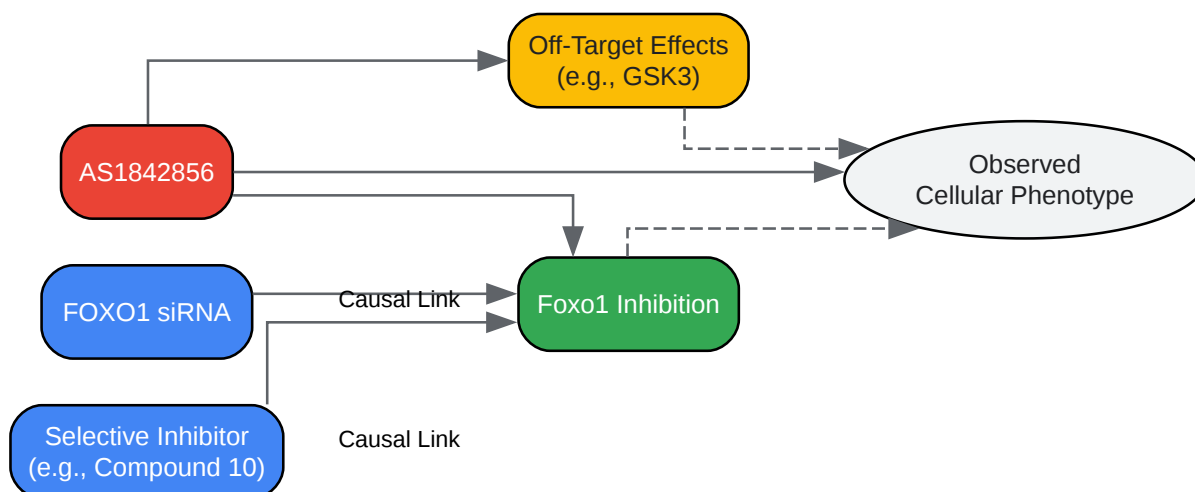 Off-Target Effects
(e.g., GSK3)
AS1842856
Observed
Cellular Phenotype
FOXO1 siRNA
Causal Link
Foxo1 Inhibition
Selective Inhibitor
(e.g., Compound 10)
Causal Link